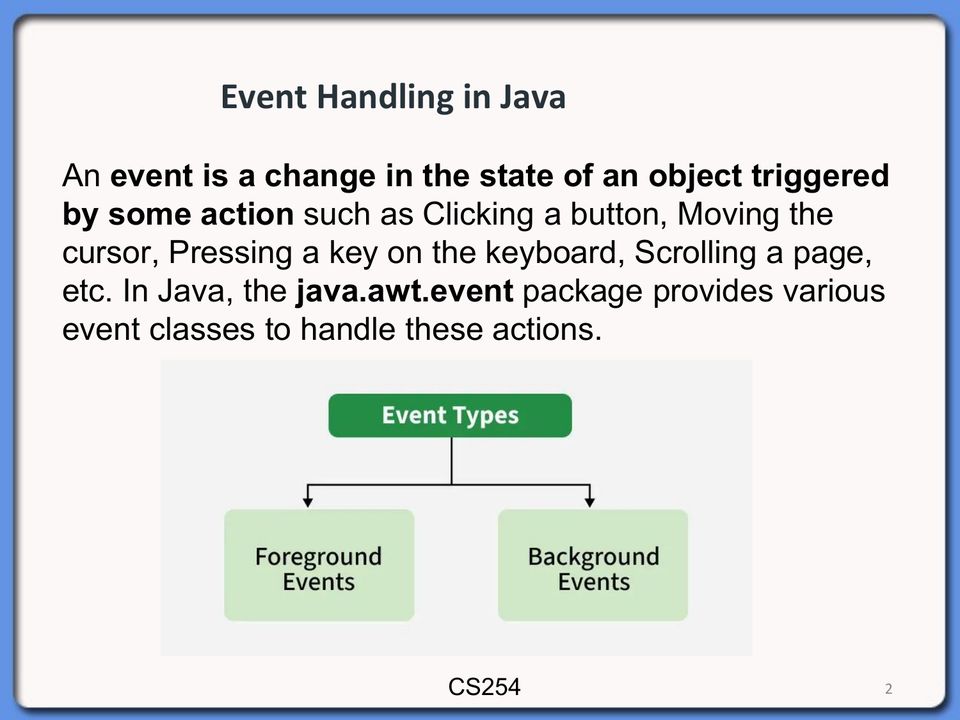 Event Handling in Java
An event is a change in the state of an object triggered
by some action such as Clicking a button, Moving the
cursor, Pressing a key on the keyboard, Scrolling a page,
etc. In Java, the java.awt.event package provides various
event classes to handle these actions.
Event Types
Foreground
Events
Background
Events
CS254
2